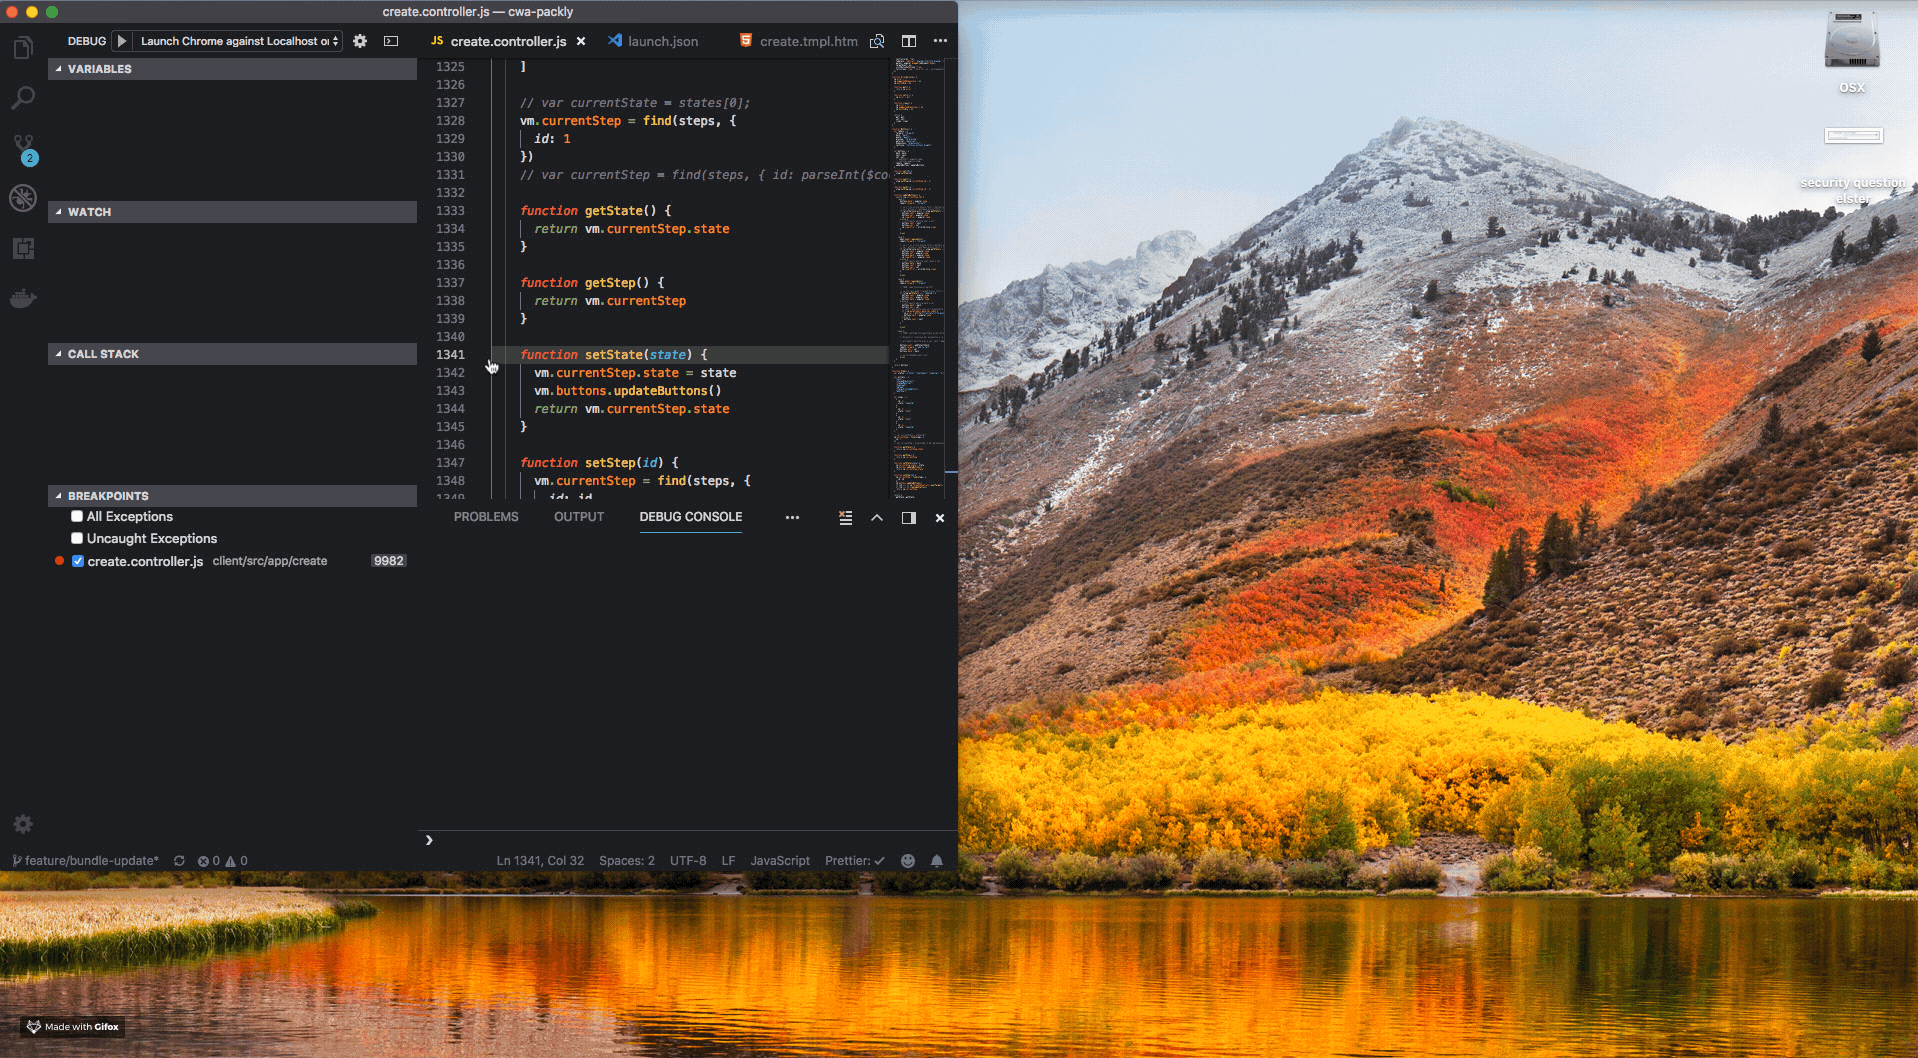 create.controller.js — cwa-packly
DEBUG
Launch Chrome against Localhost
JS create.controller.js
launch.json
create.tmpl.htm
VARIABLES
2
WATCH
CALL STACK
BREAKPOINTS
All Exceptions
Uncaught Exceptions
create.controller.js client/src/app/create 9982
1325 ]
1326
1327 // var currentState = states[0];
1328 vm.currentStep = find(steps, {
1329 id: 1
1330 })
1331 // var currentStep = find(steps, { id: parseInt($co
1332
1333 function getState() {
1334 return vm.currentStep.state
1335 }
1336
1337 function getStep() {
1338 return vm.currentStep
1339 }
1340
1341 function setState(state) {
1342 vm.currentStep.state = state
1343 vm.buttons.updateButtons()
1344 return vm.currentStep.state
1345 }
1346
1347 function setStep(id) {
1348 vm.currentStep = find(steps, {
1349 id: id
PROBLEMS OUTPUT DEBUG CONSOLE
feature/bundle-update* 0 0
Ln 1341, Col 32 Spaces: 2 UTF-8 LF JavaScript Prettier: ✓
OSX
security question
elster
Made with Gifox